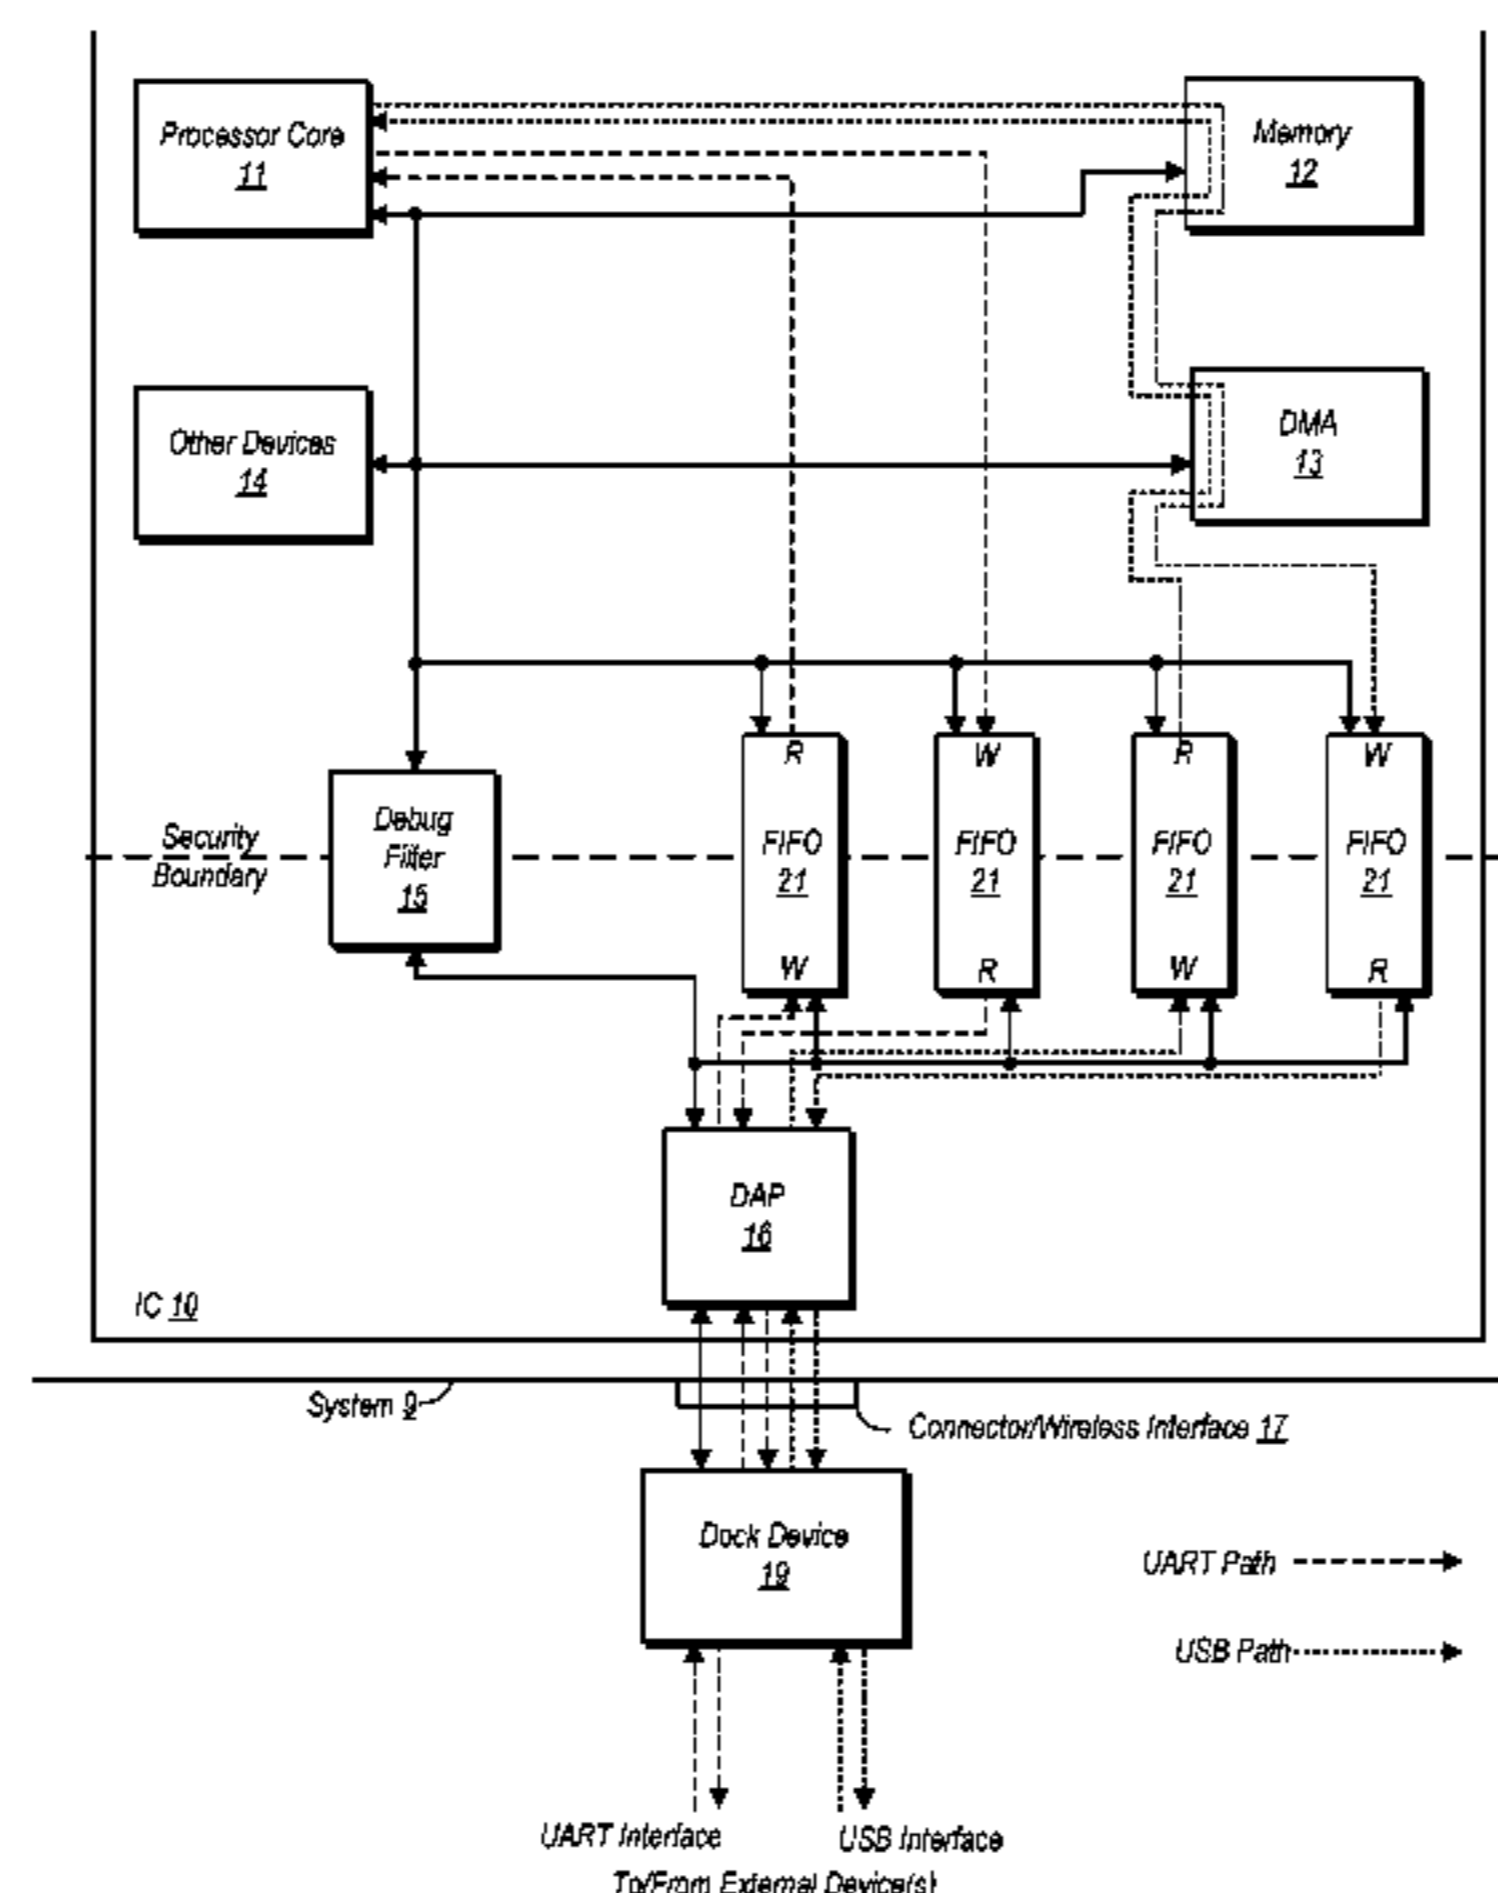 Processor Core
11
Memory
12
Other Devices
14
DMA
13
R
W
R
W
Debug
Filter
15
Security
Boundary
FIFO
21
FIFO
21
FIFO
21
FIFO
21
W
R
W
R
DAP
16
IC 10
System 9
Connector/Wireless Interface 17
Dock Device
19
UART Path
USB Path
UART Interface
USB Interface
To/From External Device(s)